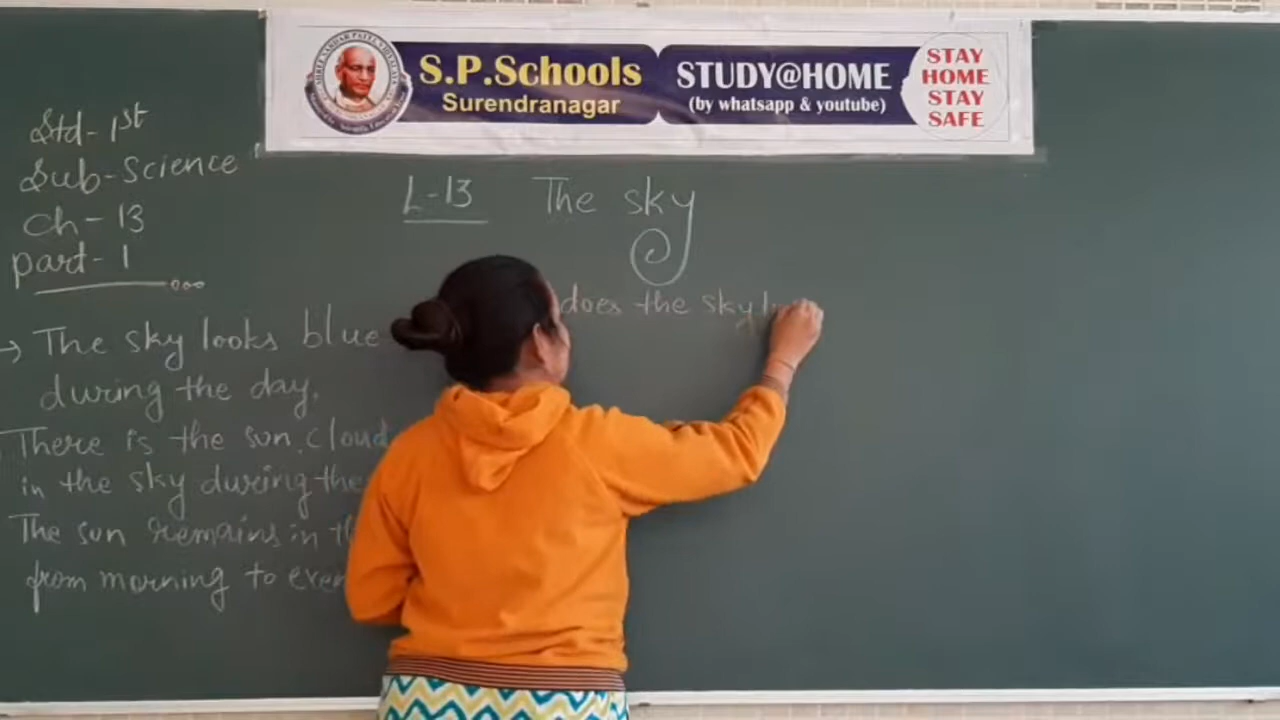 S.P.Schools
Surendranagar
STUDY@HOME
(by whatsapp & youtube)
STAY
HOME
STAY
SAFE
Std - 1st
Sub - Science
Ch - 13
part - 1
L-13 The sky
does the sky
→ The sky looks blue
during the day.
There is the sun, cloud
in the sky during the
The sun remains in
from morning to